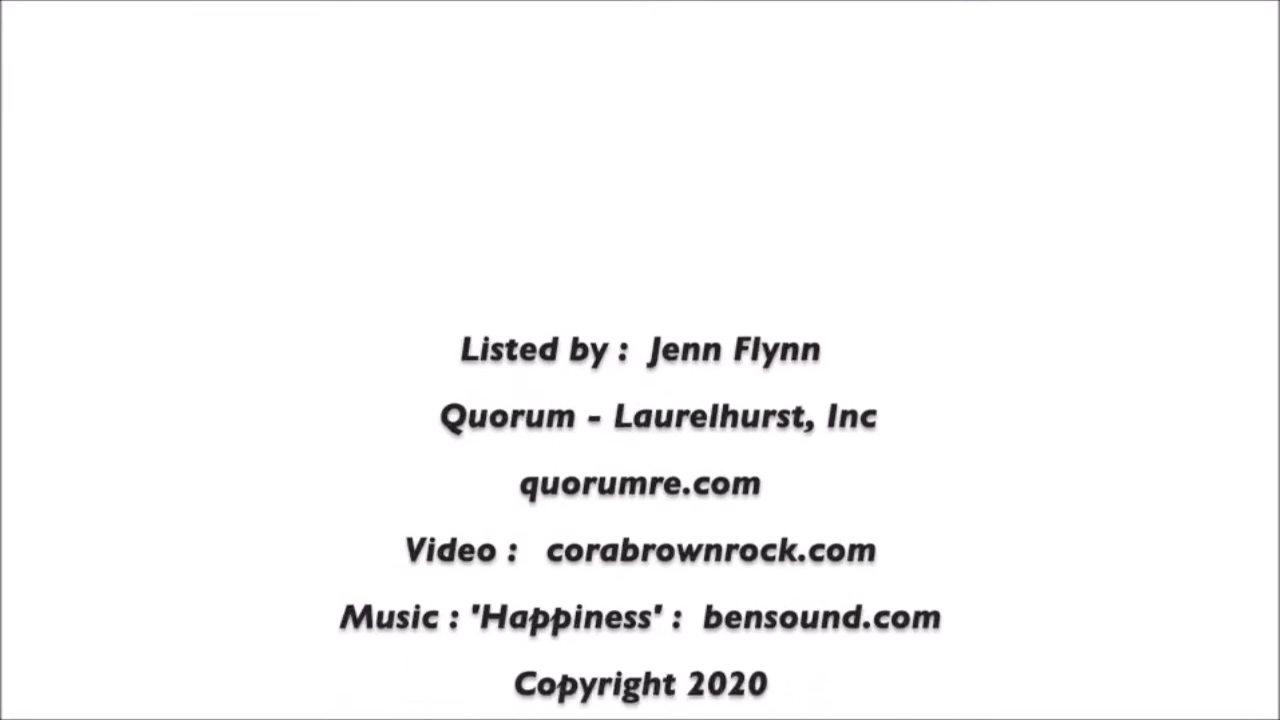 Listed by : Jenn Flynn
Quorum - Laurelhurst, Inc
quorumre.com
Video : corabrownrock.com
Music : 'Happiness' : bensound.com
Copyright 2020